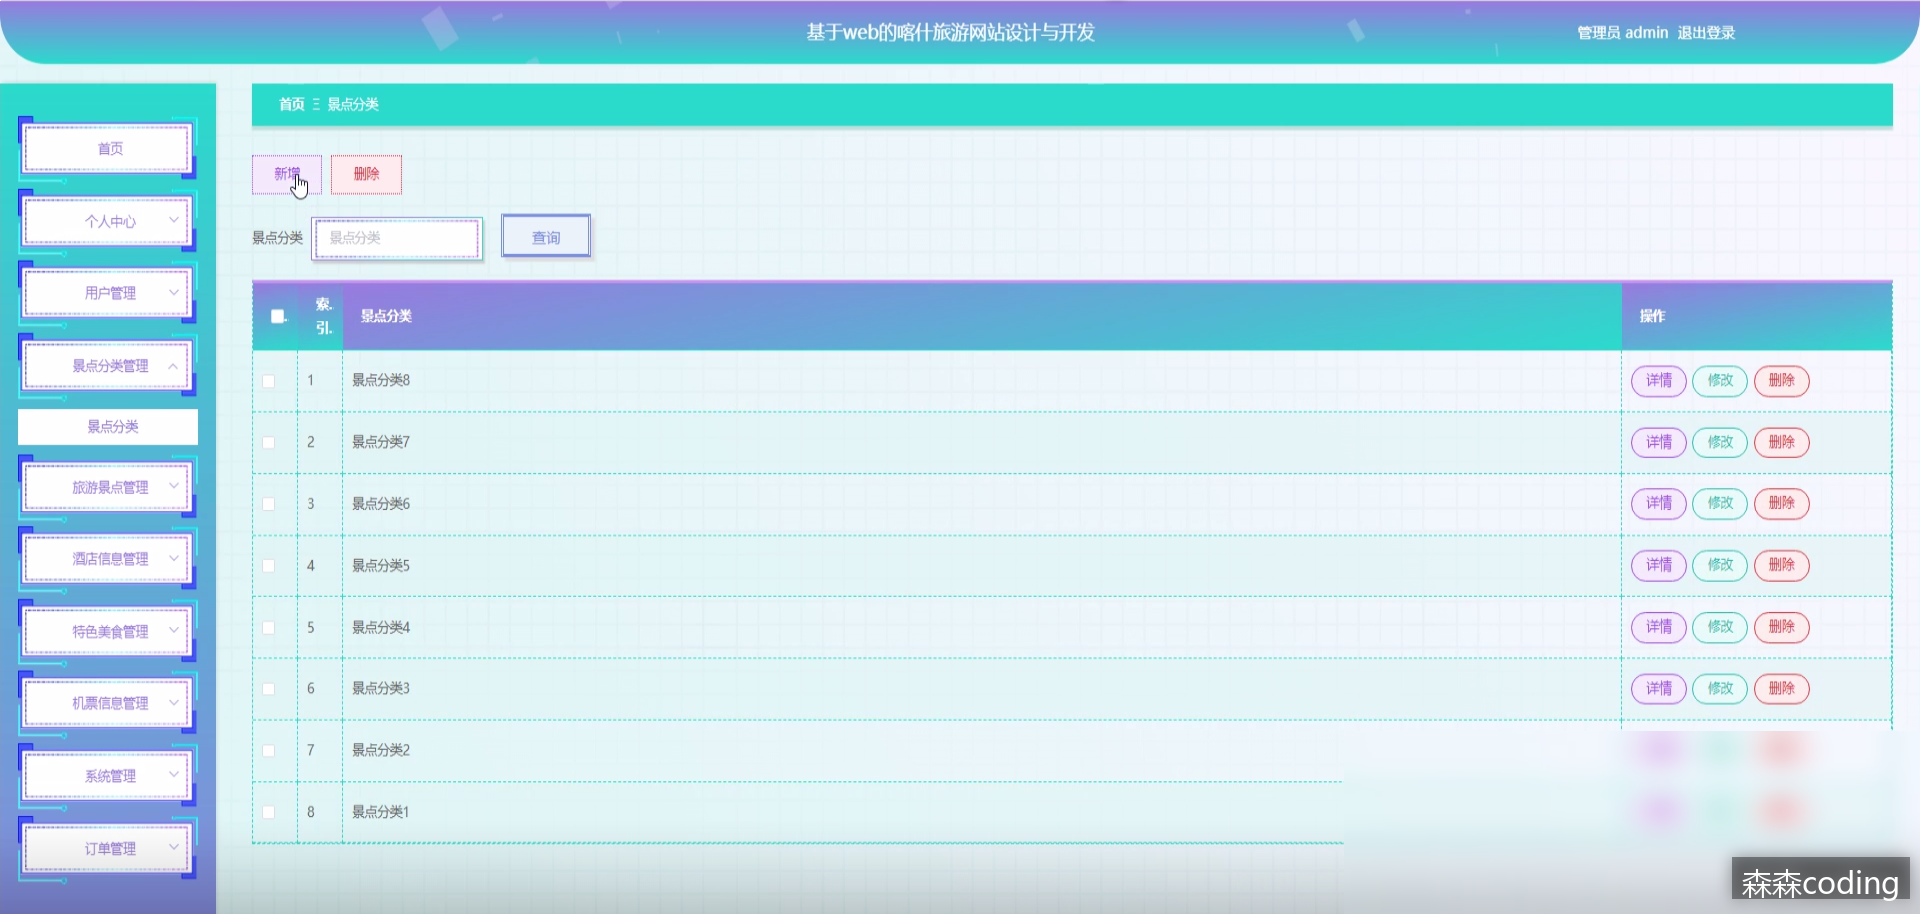 基于web的喀什旅游网站设计与开发
管理员 admin 退出登录
首页 Ξ 景点分类
首页
个人中心
用户管理
景点分类管理
景点分类
旅游景点管理
酒店信息管理
特色美食管理
机票信息管理
系统管理
订单管理
新增 删除
景点分类 景点分类 查询
索引 景点分类 操作
1 景点分类8 详情 修改 删除
2 景点分类7 详情 修改 删除
3 景点分类6 详情 修改 删除
4 景点分类5 详情 修改 删除
5 景点分类4 详情 修改 删除
6 景点分类3 详情 修改 删除
7 景点分类2
8 景点分类1
森森coding